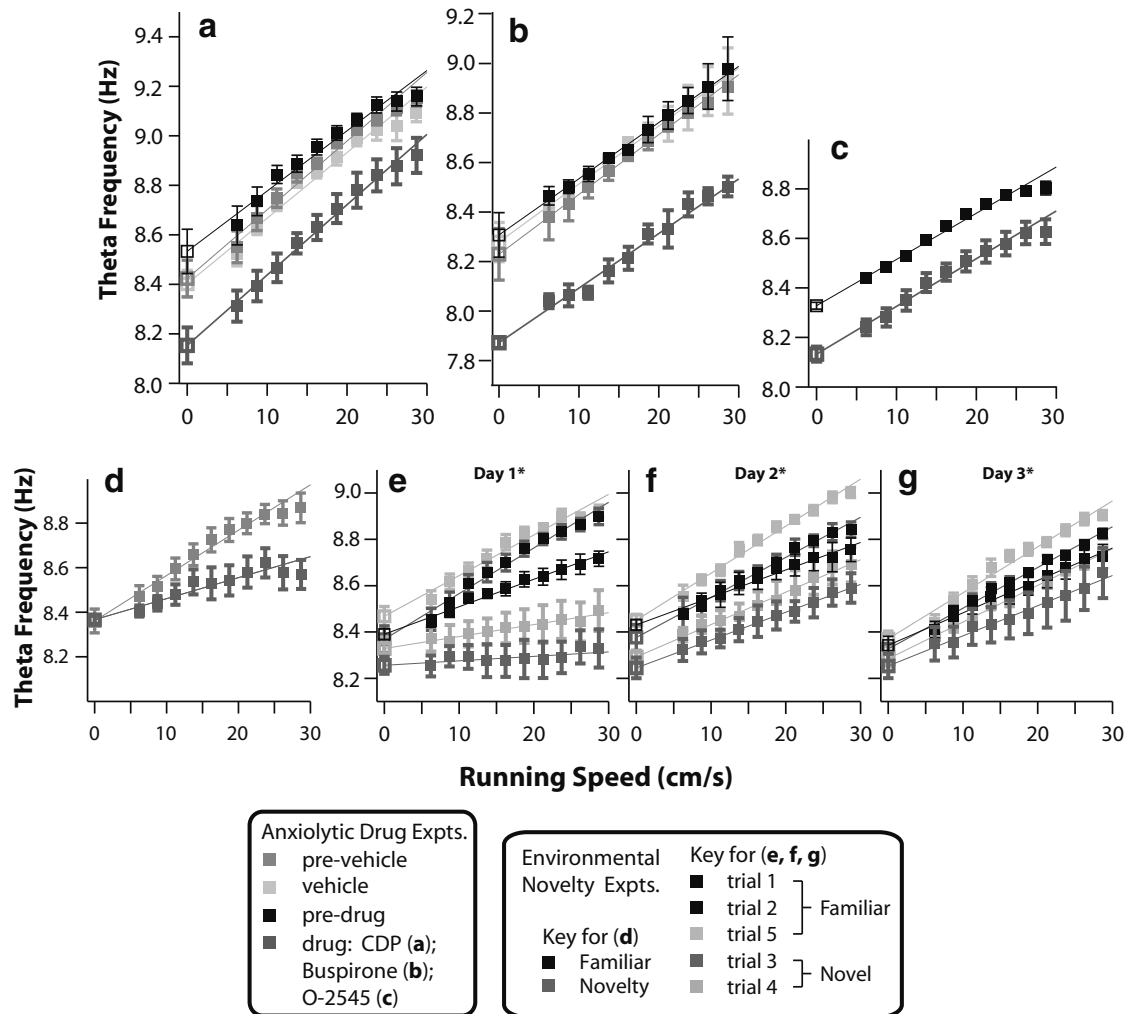 a
b
c
Theta Frequency (Hz)
9.4
9.2
9.0
8.8
8.6
8.4
8.2
8.0
0 10 20 30
9.2
9.0
8.8
8.6
8.4
8.2
8.0
7.8
0 10 20 30
8.8
8.6
8.4
8.2
8.0
0 10 20 30
d
e
Day 1*
f
Day 2*
g
Day 3*
Theta Frequency (Hz)
8.8
8.6
8.4
8.2
0 10 20 30
9.0
8.8
8.6
8.4
8.2
0 10 20 30
0 10 20 30
0 10 20 30
Running Speed (cm/s)
Anxiolytic Drug Expts.
pre-vehicle
vehicle
pre-drug
drug: CDP (a);
Buspirone (b);
O-2545 (c)
Environmental
Novelty Expts.
Key for (d)
Familiar
Novelty
Key for (e, f, g)
trial 1
trial 2
trial 5
Familiar
trial 3
trial 4
Novel